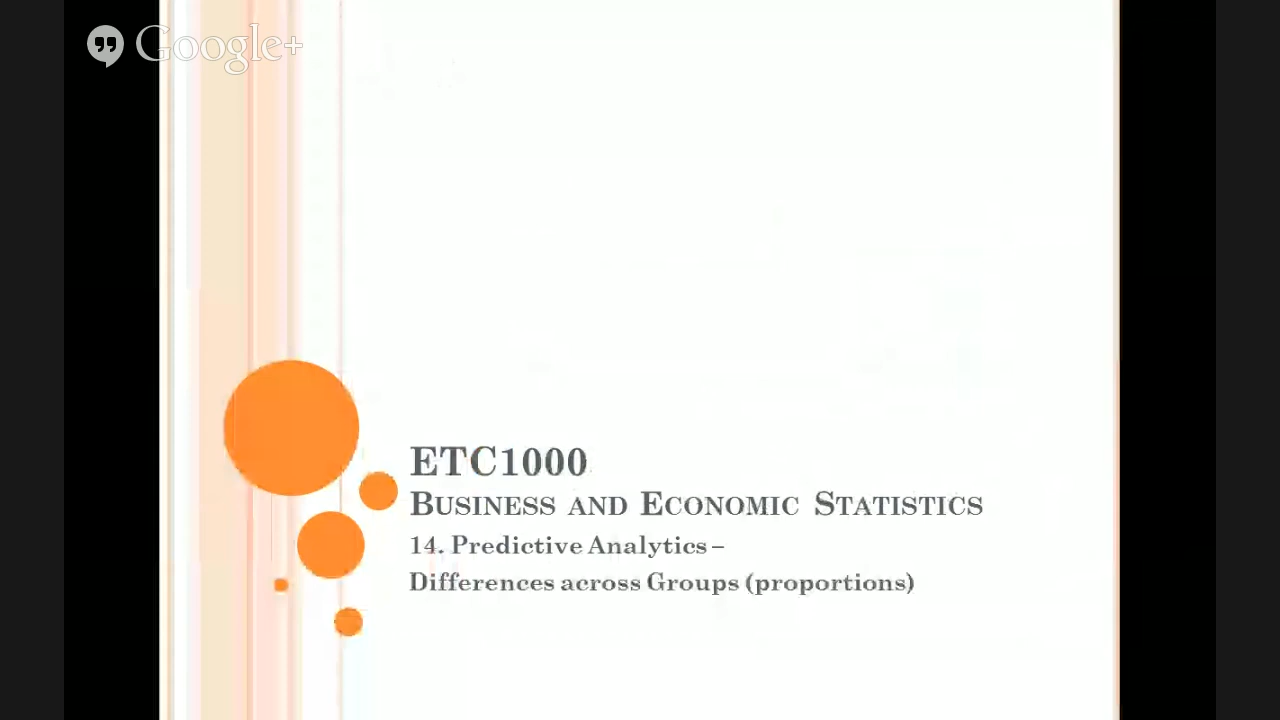 Google+
ETC1000
BUSINESS AND ECONOMIC STATISTICS
14. Predictive Analytics –
Differences across Groups (proportions)